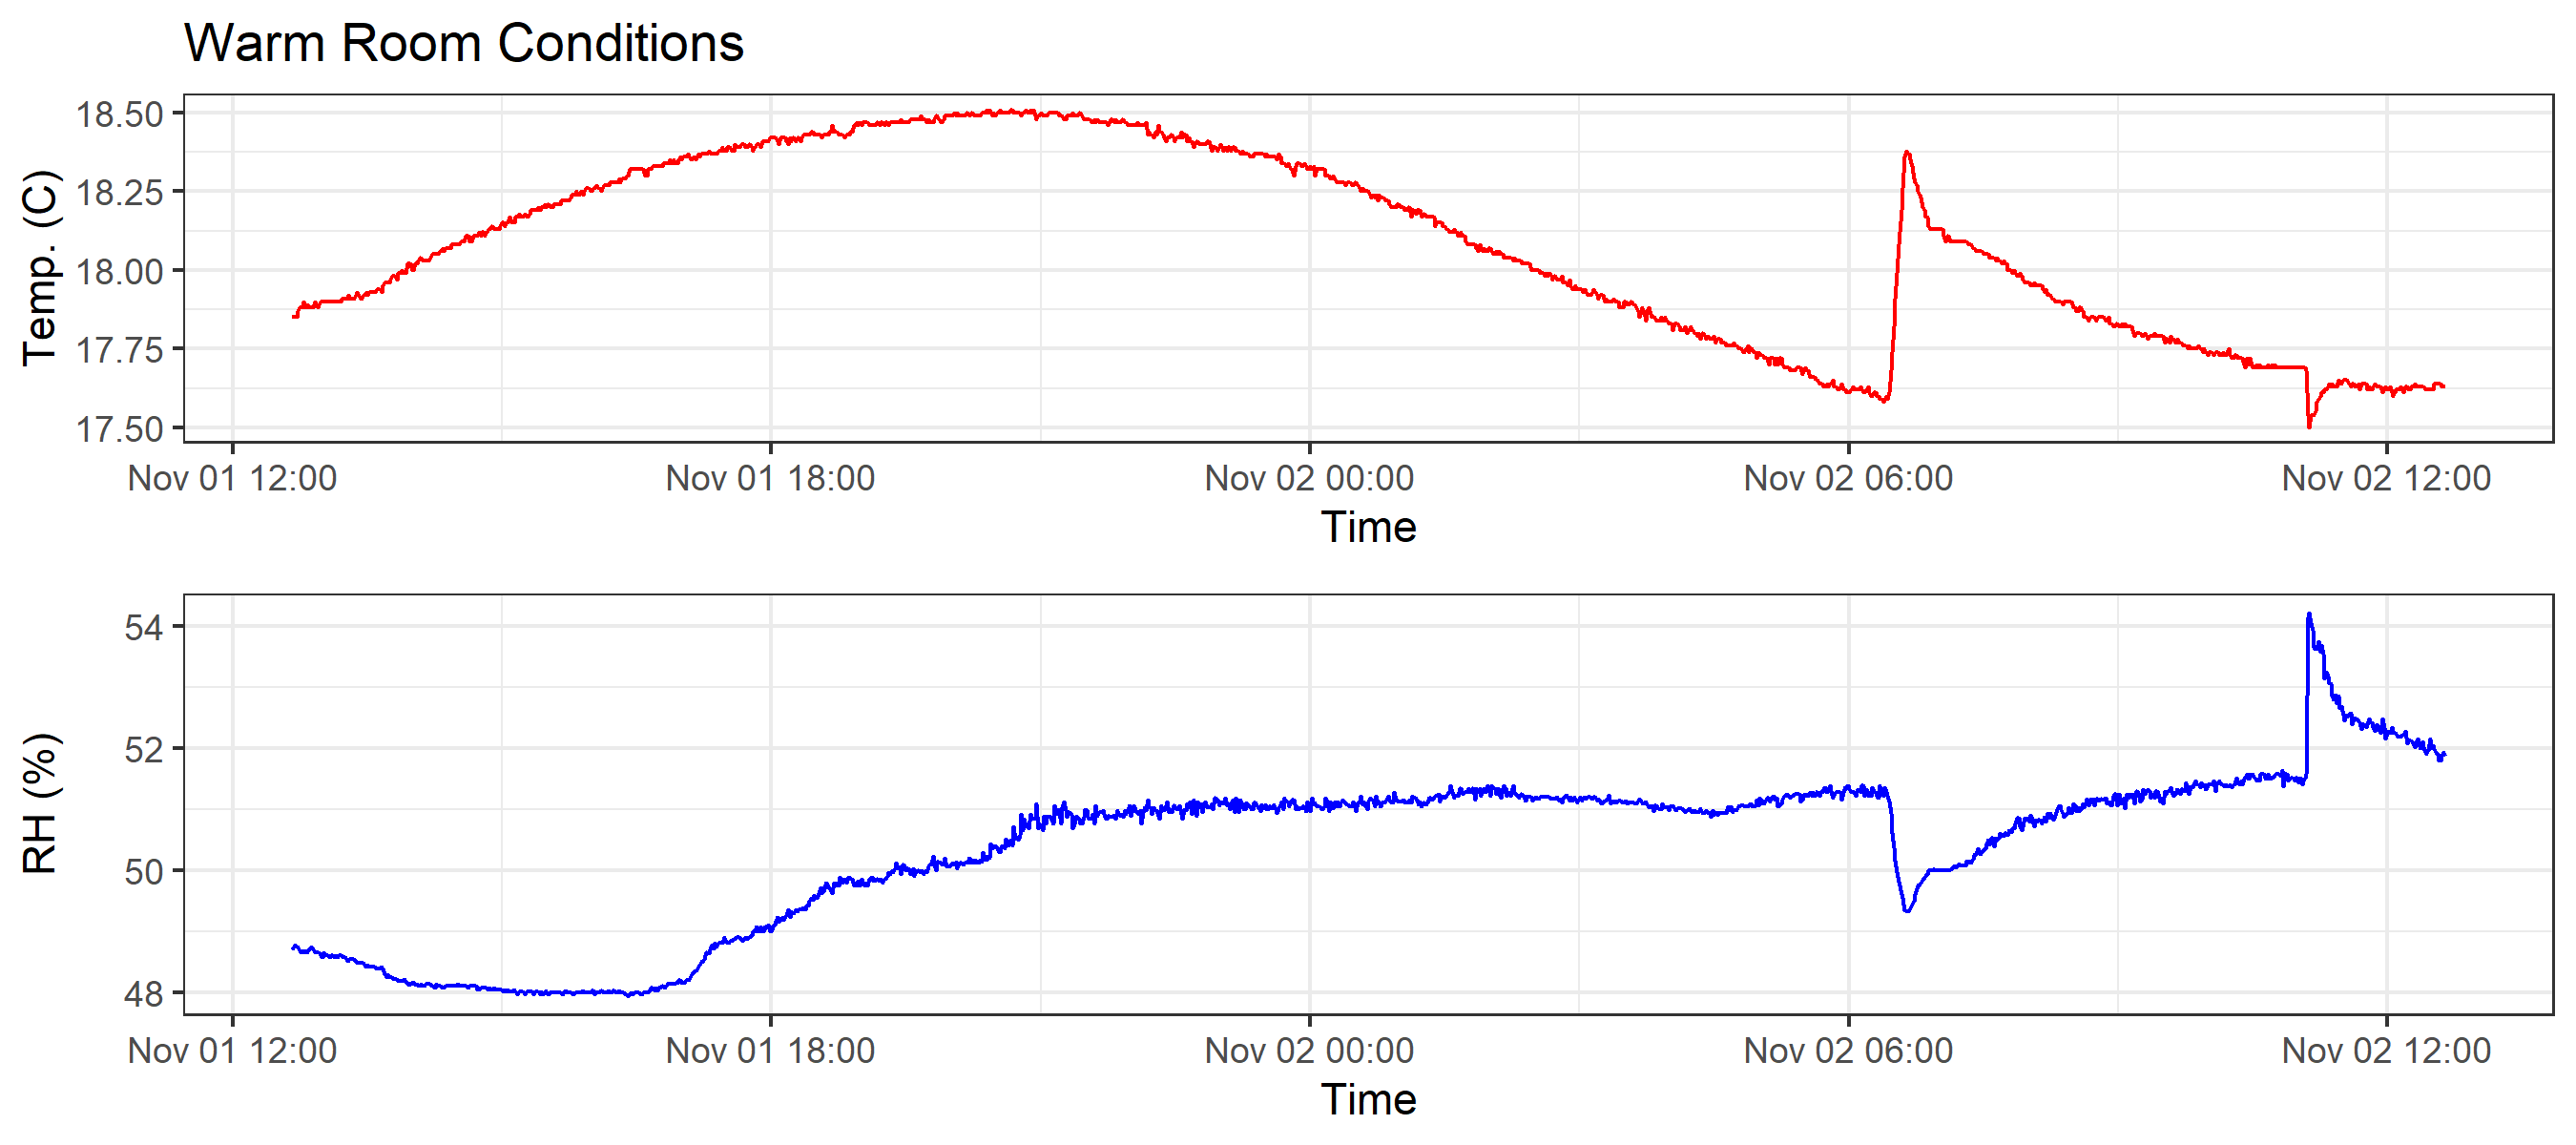 Warm Room Conditions
Temp. (C)
18.50
18.25
18.00
17.75
17.50
Nov 01 12:00 Nov 01 18:00 Nov 02 00:00 Nov 02 06:00 Nov 02 12:00
Time
RH (%)
54
52
50
48
Nov 01 12:00 Nov 01 18:00 Nov 02 00:00 Nov 02 06:00 Nov 02 12:00
Time